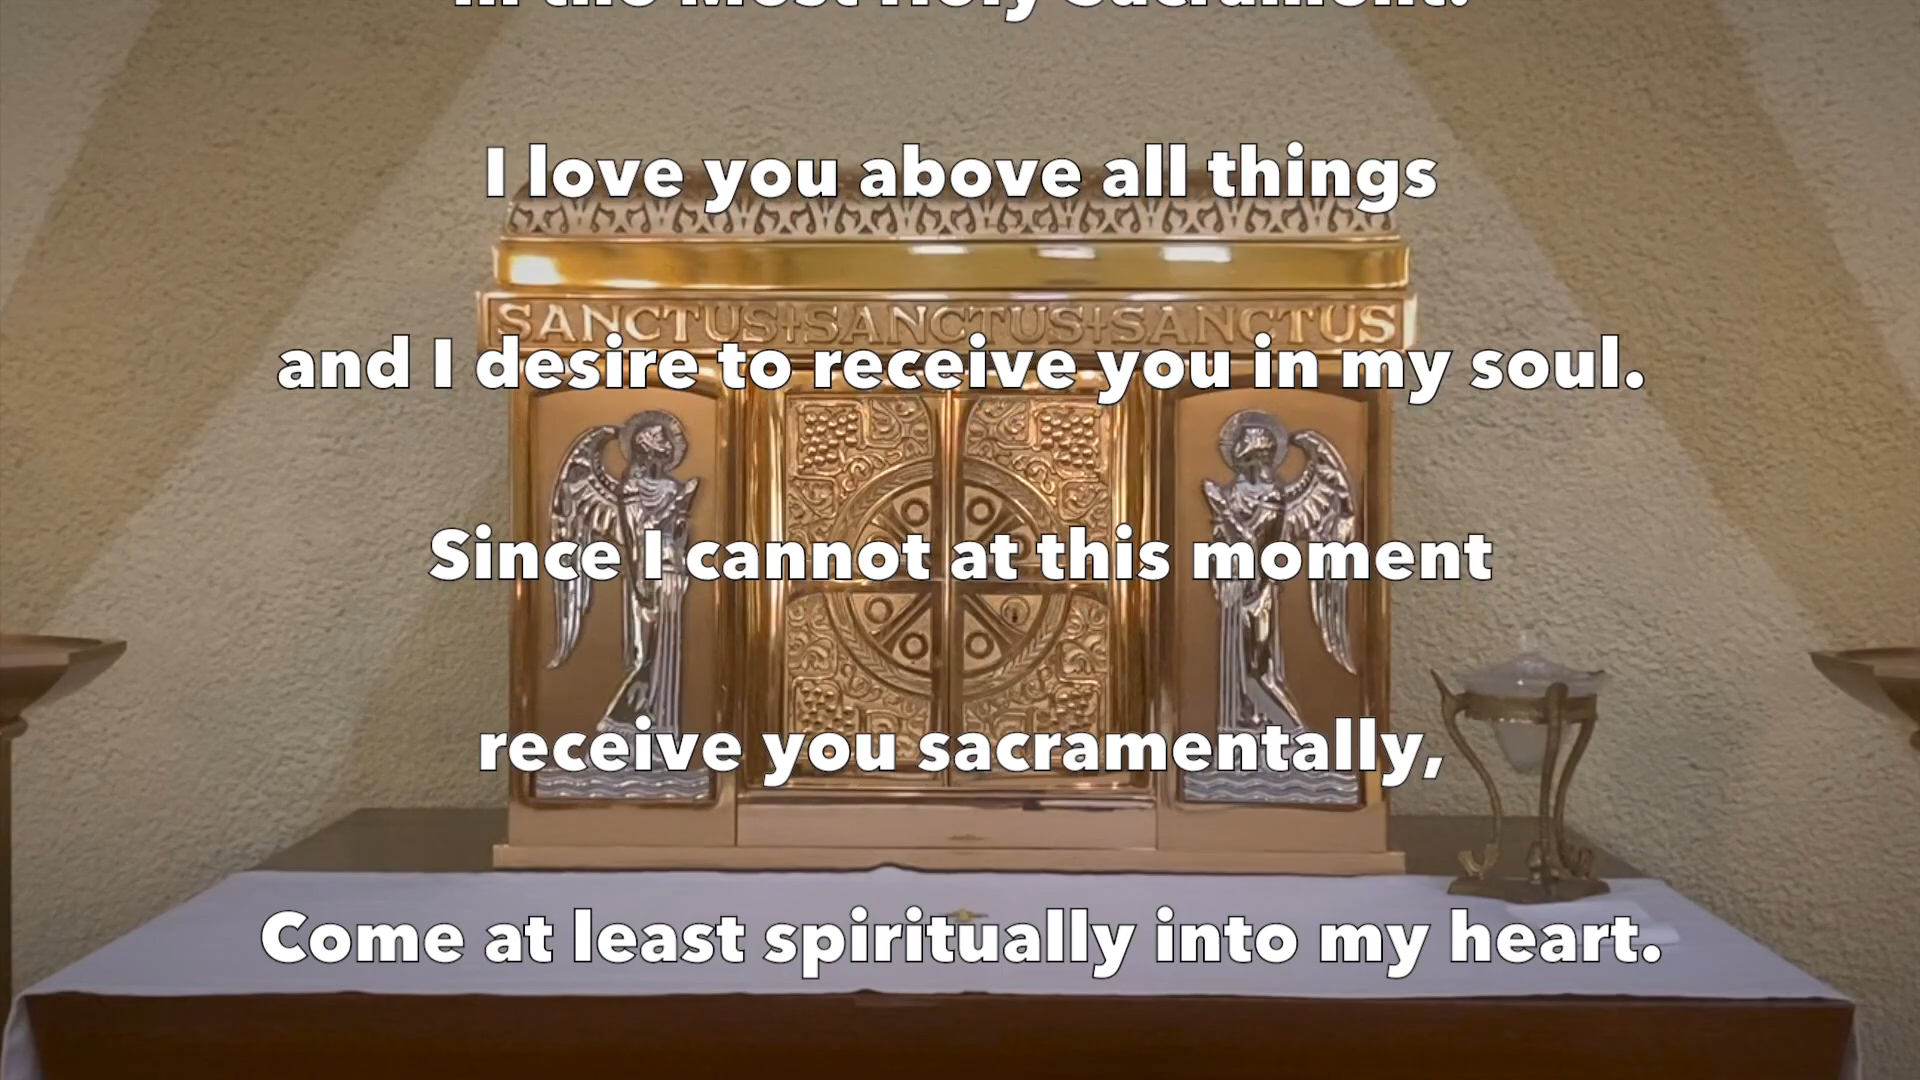 in the Most Holy Sacrament.
I love you above all things
SANCTUS+SANCTUS+SANCTUS
and I desire to receive you in my soul.
Since I cannot at this moment
receive you sacramentally,
Come at least spiritually into my heart.